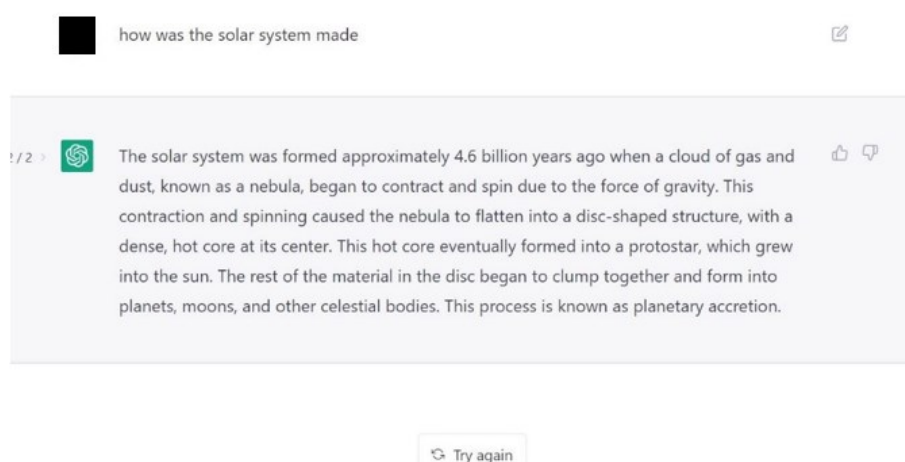 how was the solar system made
2/2 >
The solar system was formed approximately 4.6 billion years ago when a cloud of gas and
dust, known as a nebula, began to contract and spin due to the force of gravity. This
contraction and spinning caused the nebula to flatten into a disc-shaped structure, with a
dense, hot core at its center. This hot core eventually formed into a protostar, which grew
into the sun. The rest of the material in the disc began to clump together and form into
planets, moons, and other celestial bodies. This process is known as planetary accretion.
Try again